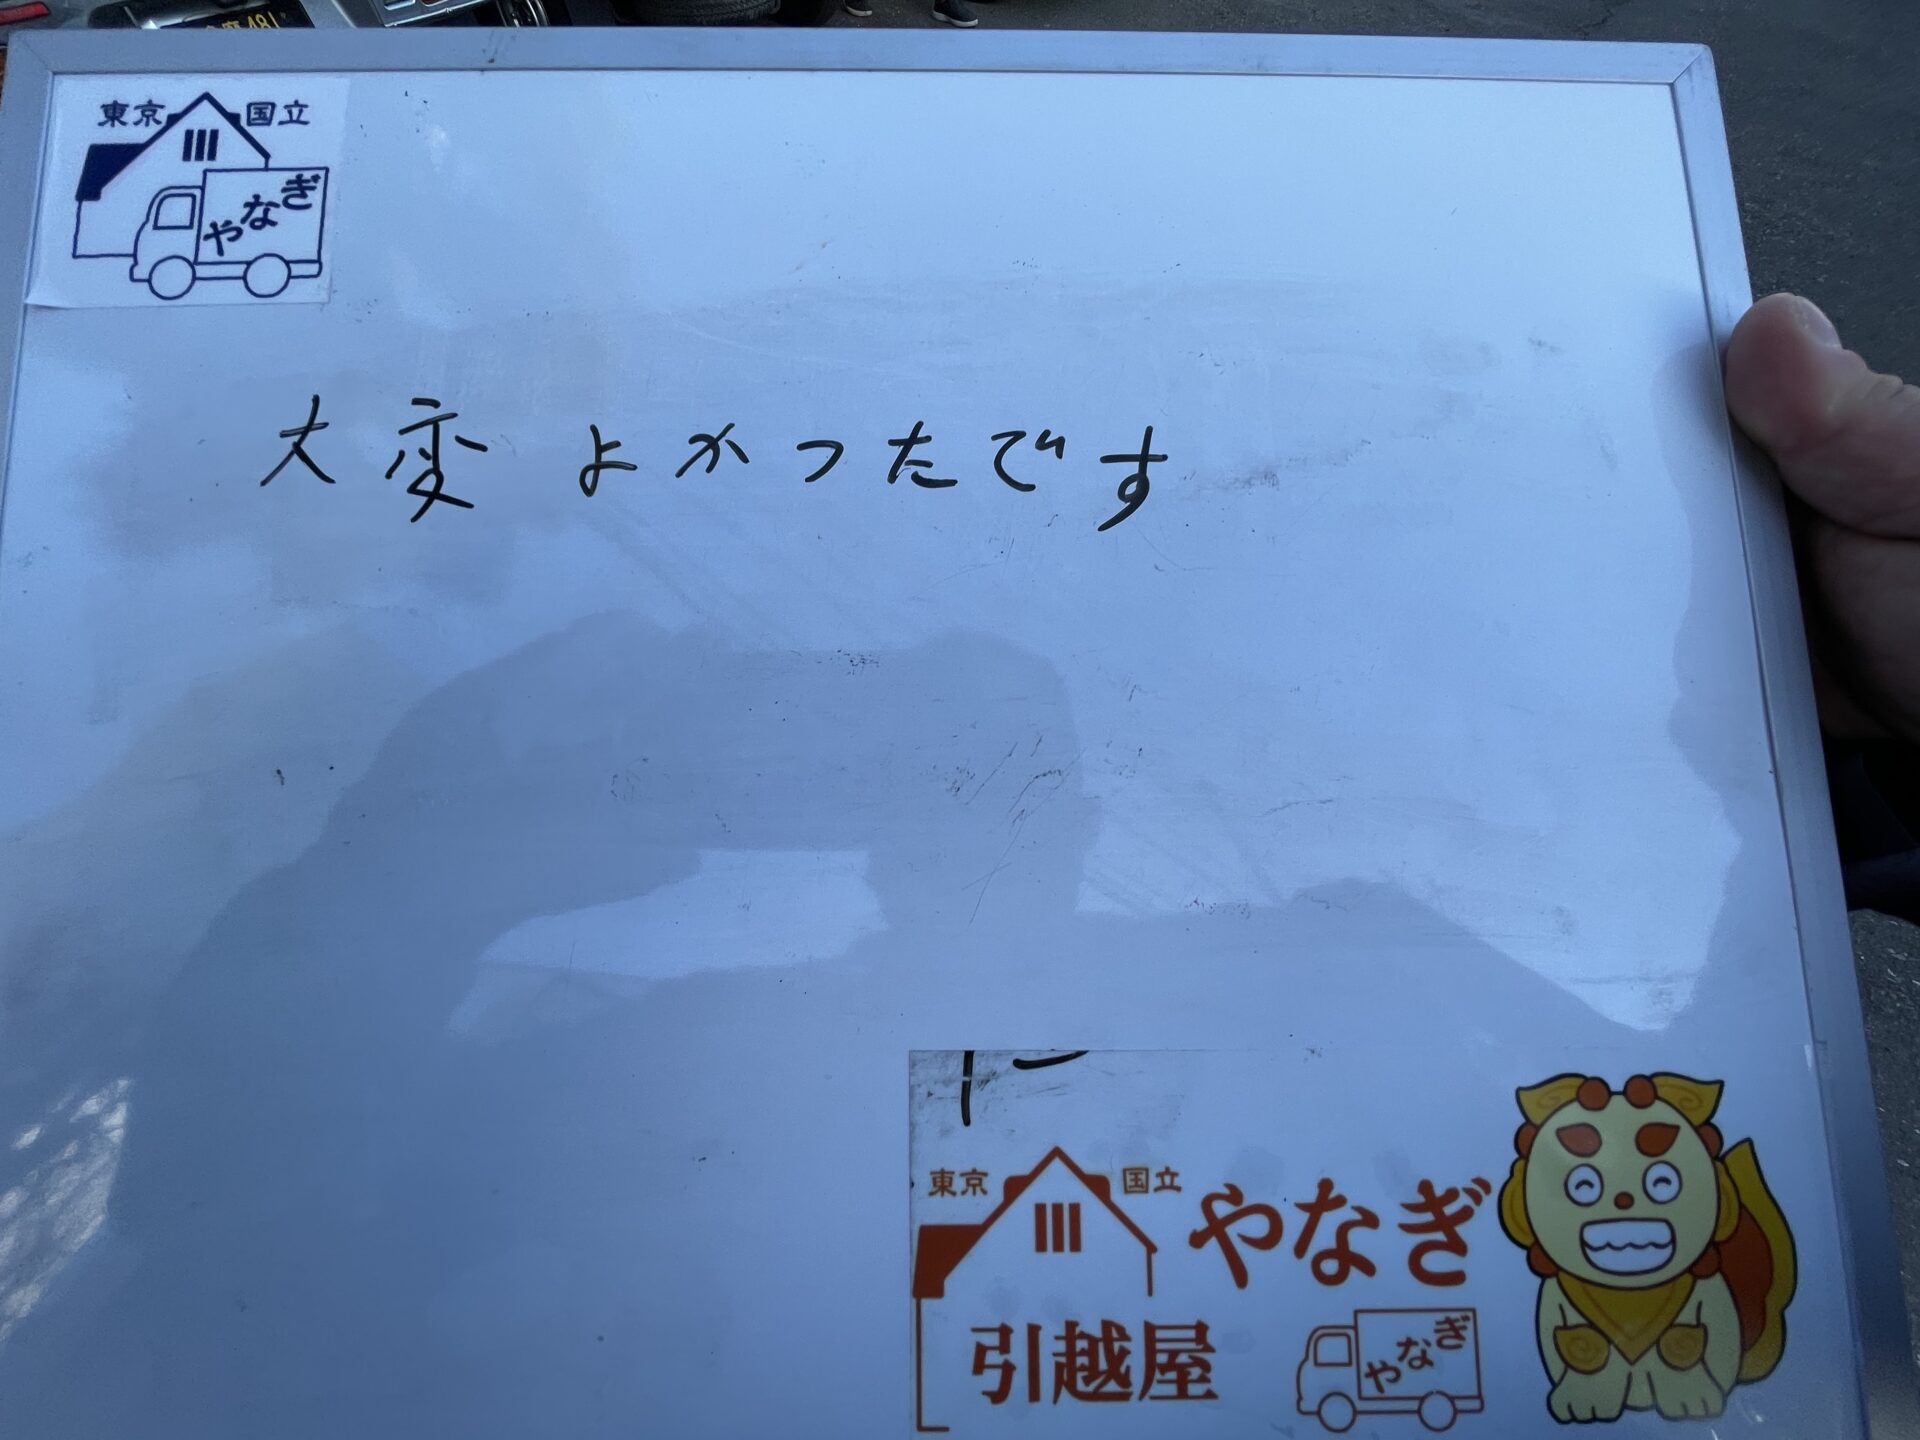 東京 国立
やなぎ
大変よかったです
東京 国立
やなぎ
引越屋
やなぎ